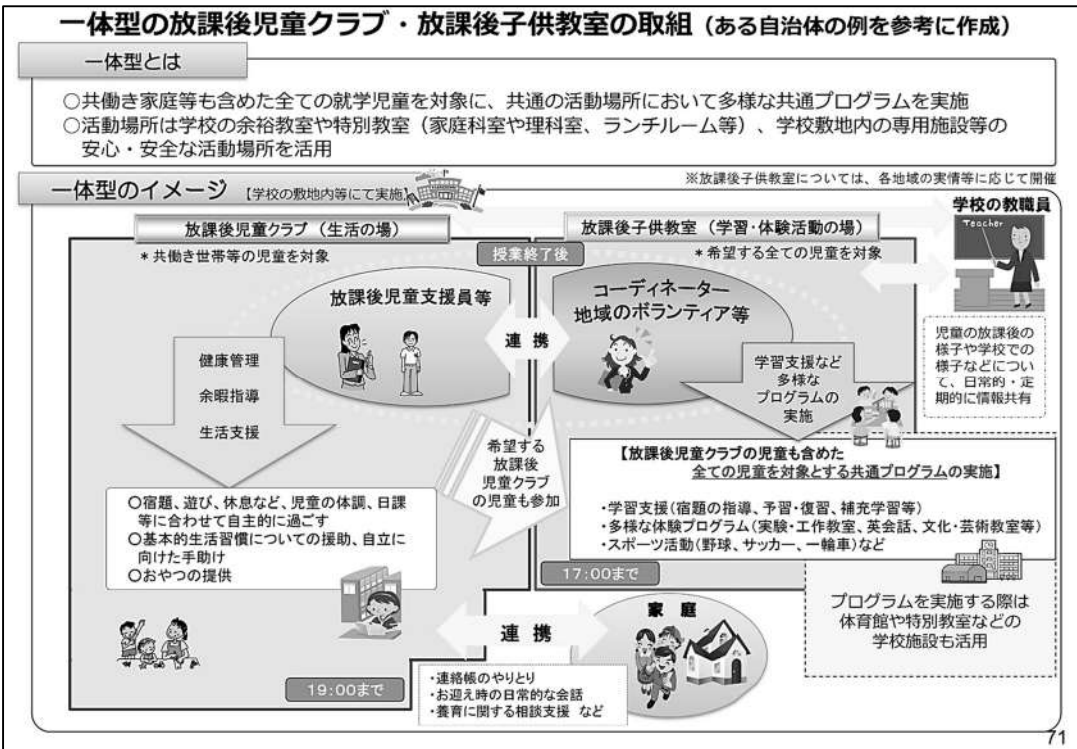 一体型の放課後児童クラブ・放課後子供教室の取組（ある自治体の例を参考に作成）
一体型とは
○共働き家庭等も含めた全ての就学児童を対象に、共通の活動場所において多様な共通プログラムを実施
○活動場所は学校の余裕教室や特別教室（家庭科室や理科室、ランチルーム等）、学校敷地内の専用施設等の
安心・安全な活動場所を活用
一体型のイメージ 【学校の敷地内等にて実施】
※放課後子供教室については、各地域の実情等に応じて開催
放課後児童クラブ（生活の場）
＊共働き世帯等の児童を対象
授業終了後
放課後子供教室（学習・体験活動の場）
＊希望する全ての児童を対象
学校の教職員
Teacher
放課後児童支援員等
連携
コーディネーター
地域のボランティア等
児童の放課後の
様子や学校での
様子などについ
て、日常的・定
期的に情報共有
健康管理
余暇指導
生活支援
学習支援など
多様な
プログラムの
実施
希望する
放課後
児童クラブ
の児童も参加
【放課後児童クラブの児童も含めた
全ての児童を対象とする共通プログラムの実施】
・学習支援（宿題の指導、予習・復習、補充学習等）
・多様な体験プログラム（実験・工作教室、英会話、文化・芸術教室等）
・スポーツ活動（野球、サッカー、一輪車）など
○宿題、遊び、休息など、児童の体調、日課
等に合わせて自主的に過ごす
○基本的生活習慣についての援助、自立に
向けた手助け
○おやつの提供
17:00まで
プログラムを実施する際は
体育館や特別教室などの
学校施設も活用
連携
家庭
19:00まで
・連絡帳のやりとり
・お迎え時の日常的な会話
・養育に関する相談支援 など
71